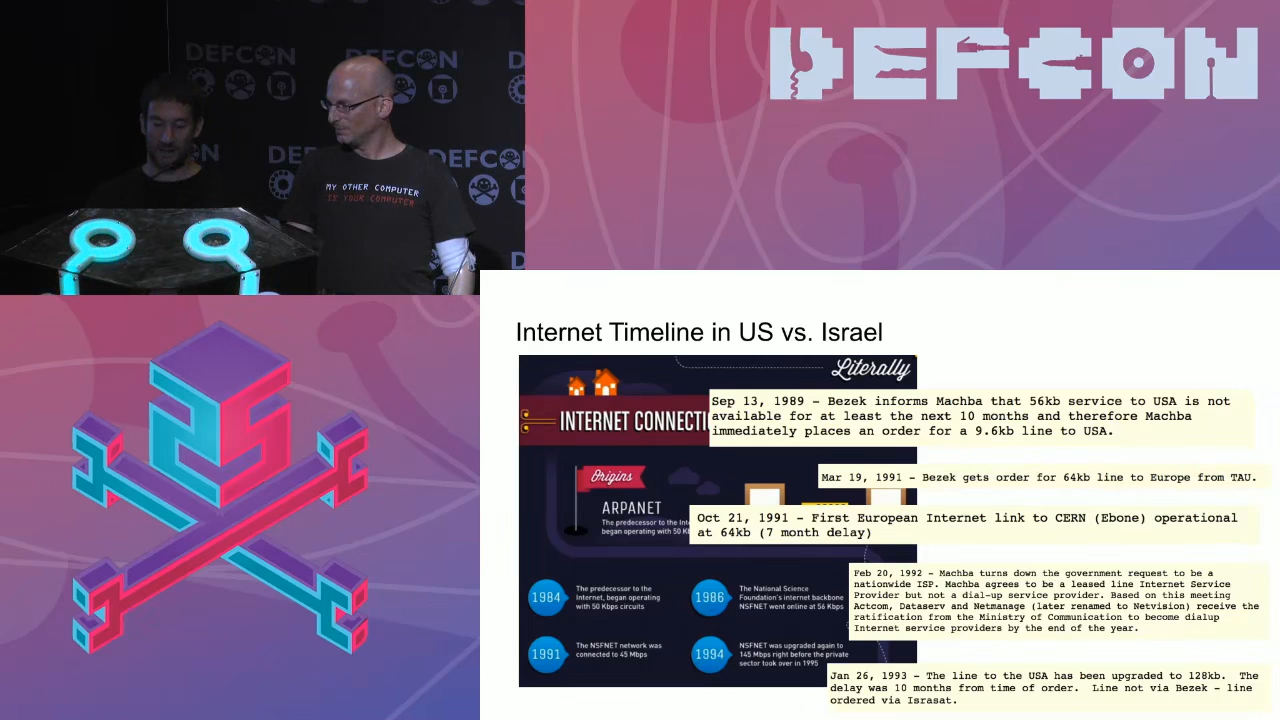 DEFCON
DEFCON
DEFCON
MY OTHER COMPUTER
IS YOUR COMPUTER
DEFCON
Internet Timeline in US vs. Israel
Literally
INTERNET CONNECTIO
Sep 13, 1989 - Bezek informs Machba that 56kb service to USA is not
available for at least the next 10 months and therefore Machba
immediately places an order for a 9.6kb line to USA.
Origins
Mar 19, 1991 - Bezek gets order for 64kb line to Europe from TAU.
ARPANET
The predecessor to the Inte
began operating with 50 K
Oct 21, 1991 - First European Internet link to CERN (Ebone) operational
at 64kb (7 month delay)
1984
The predecessor to the
Internet, began operating
with 50 Kbps circuits
1986
The National Science
Foundation's internet backbone
NSFNET went online at 56 Kbps
Feb 20, 1992 - Machba turns down the government request to be a
nationwide ISP. Machba agrees to be a leased line Internet Service
Provider but not a dial-up service provider. Based on this meeting
Actcom, Dataserv and Netmanage (later renamed to Netvision) receive the
ratification from the Ministry of Communication to become dialup
Internet service providers by the end of the year.
1991
The NSFNET network was
connected to 45 Mbps
1994
NSFNET was upgraded again to
145 Mbps right before the private
sector took over in 1995
Jan 26, 1993 - The line to the USA has been upgraded to 128kb. The
delay was 10 months from time of order. Line not via Bezek - line
ordered via Israsat.